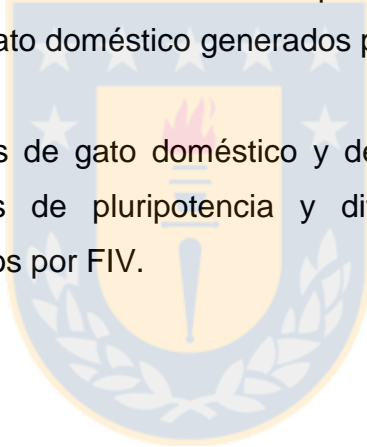 ato doméstico generados p
s de gato doméstico y de
s de pluripotencia y di
os por FIV.